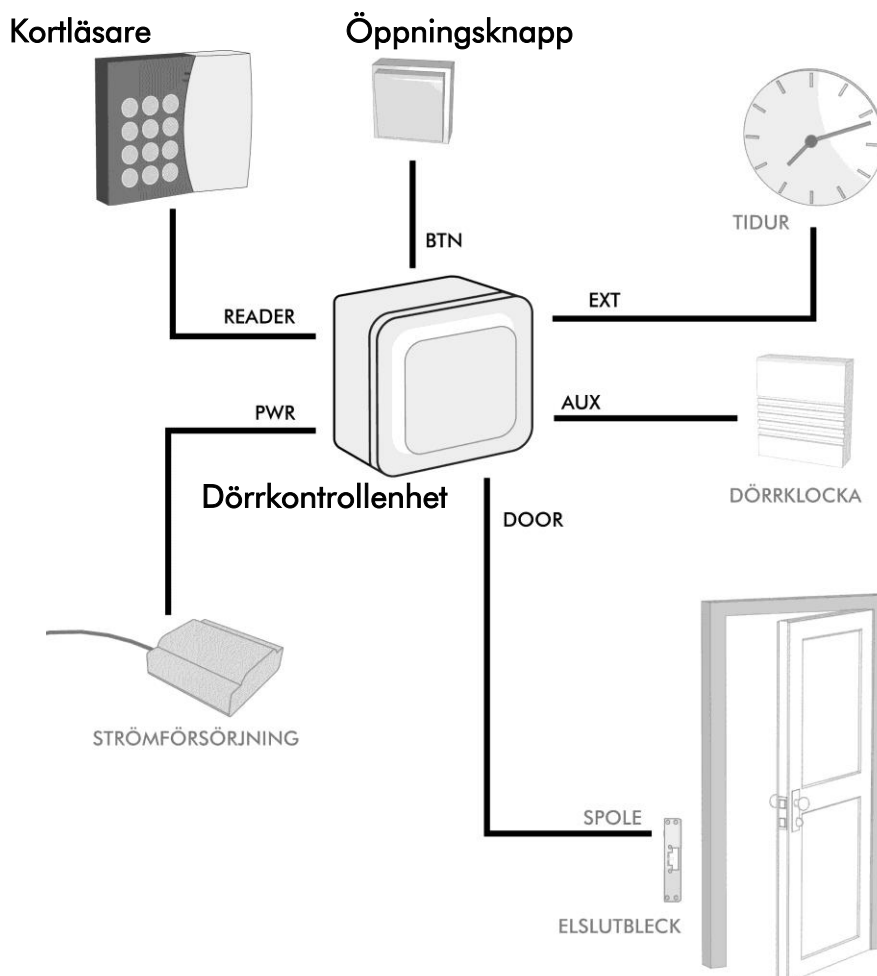 Kortläsare
Öppningsknapp
TIDUR
BTN
EXT
READER
PWR
AUX
Dörrkontrollenhet
DÖRRKLOCKA
DOOR
STRÖMFÖRSÖRJNING
SPOLE
ELSLUTBLECK